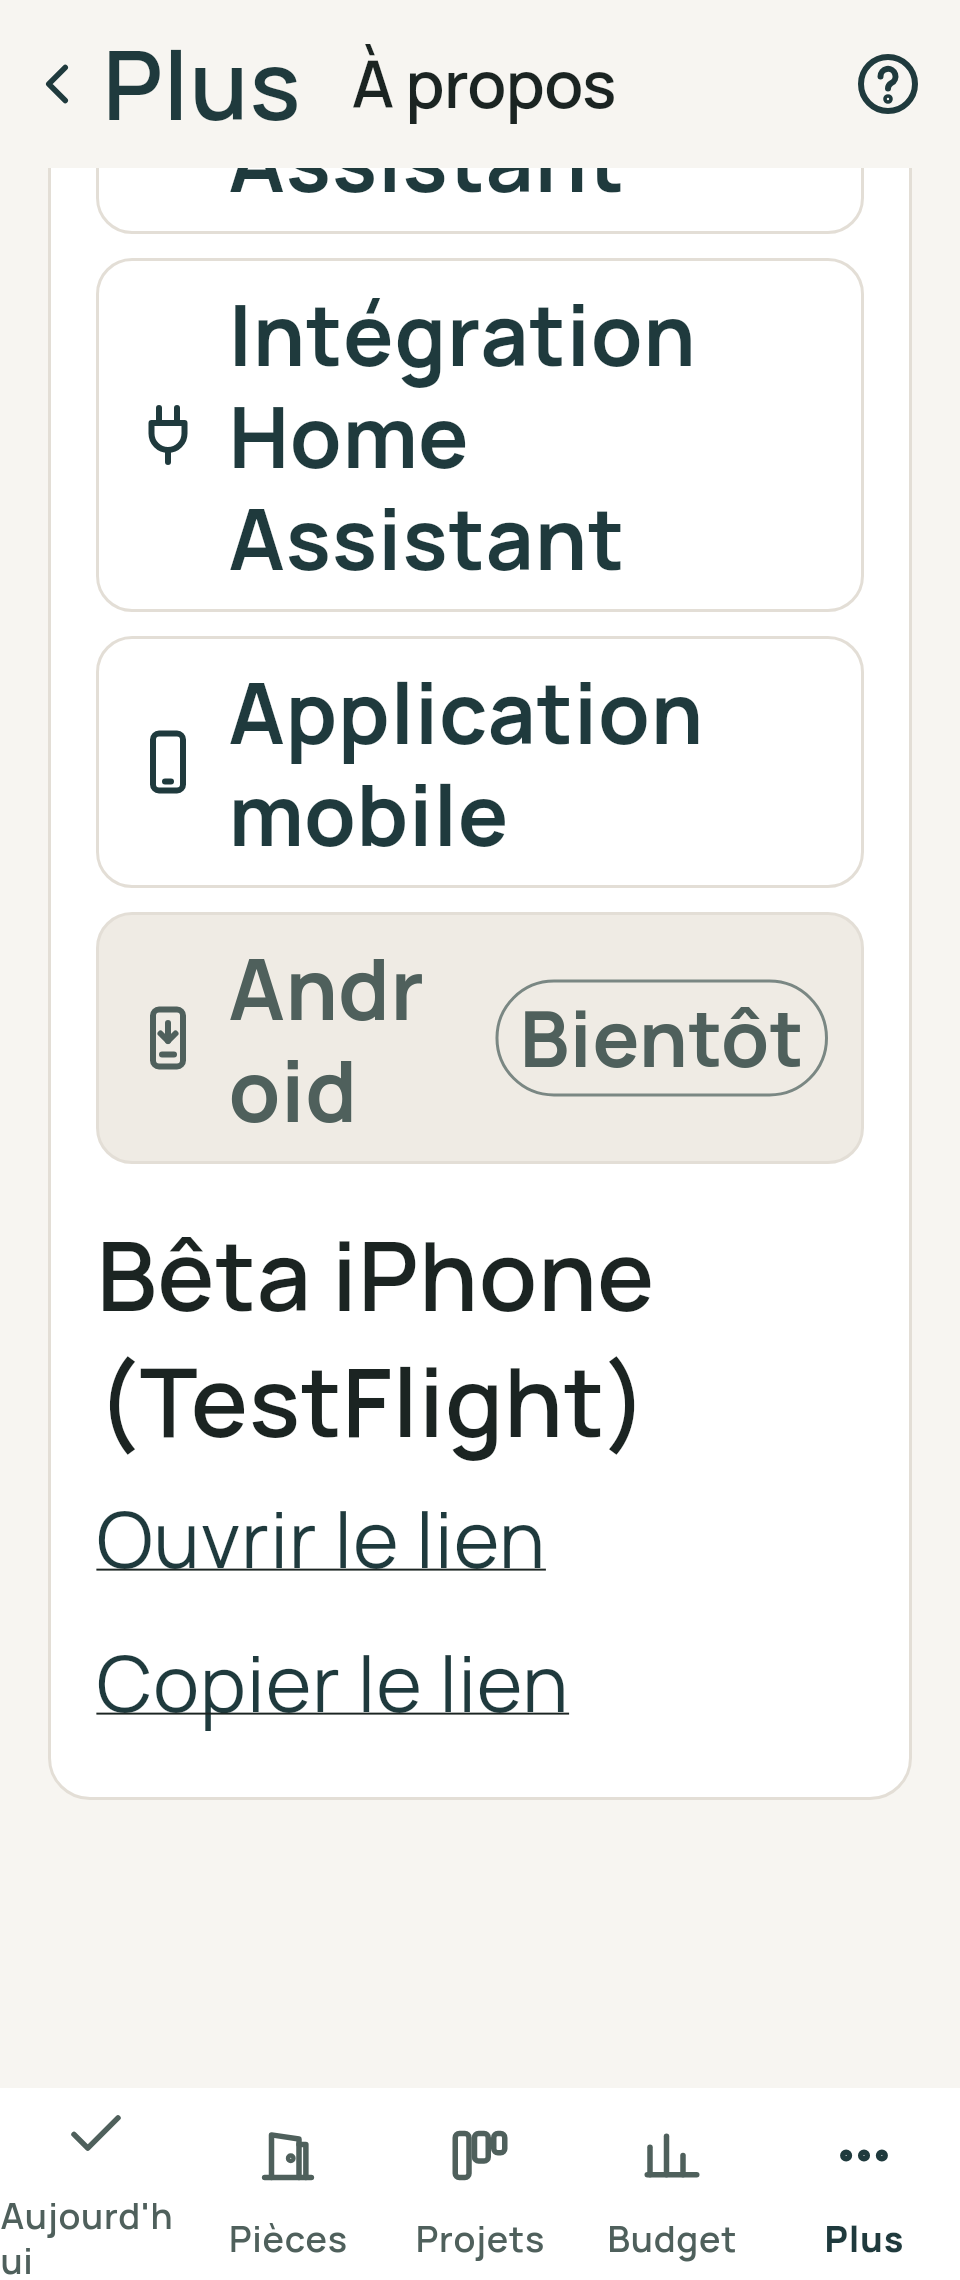 Plus À propos
Assistant
Intégration
Home
Assistant
Application
mobile
Andr
oid
Bientôt
Bêta iPhone
(TestFlight)
Ouvrir le lien
Copier le lien
Aujourd'h
ui
Pièces
Projets
Budget
Plus